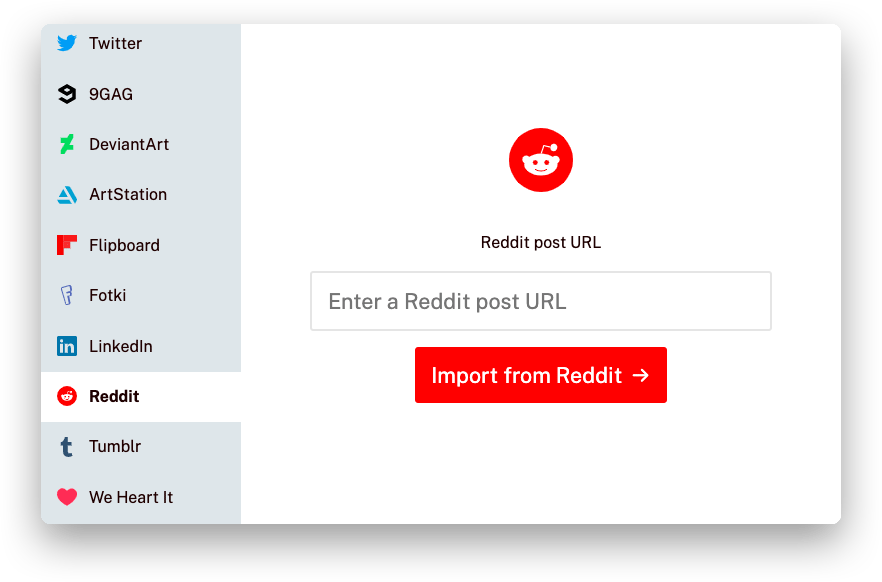 Twitter
9GAG
DeviantArt
ArtStation
Flipboard
Fotki
LinkedIn
Reddit
Tumblr
We Heart It
Reddit post URL
Enter a Reddit post URL
Import from Reddit →